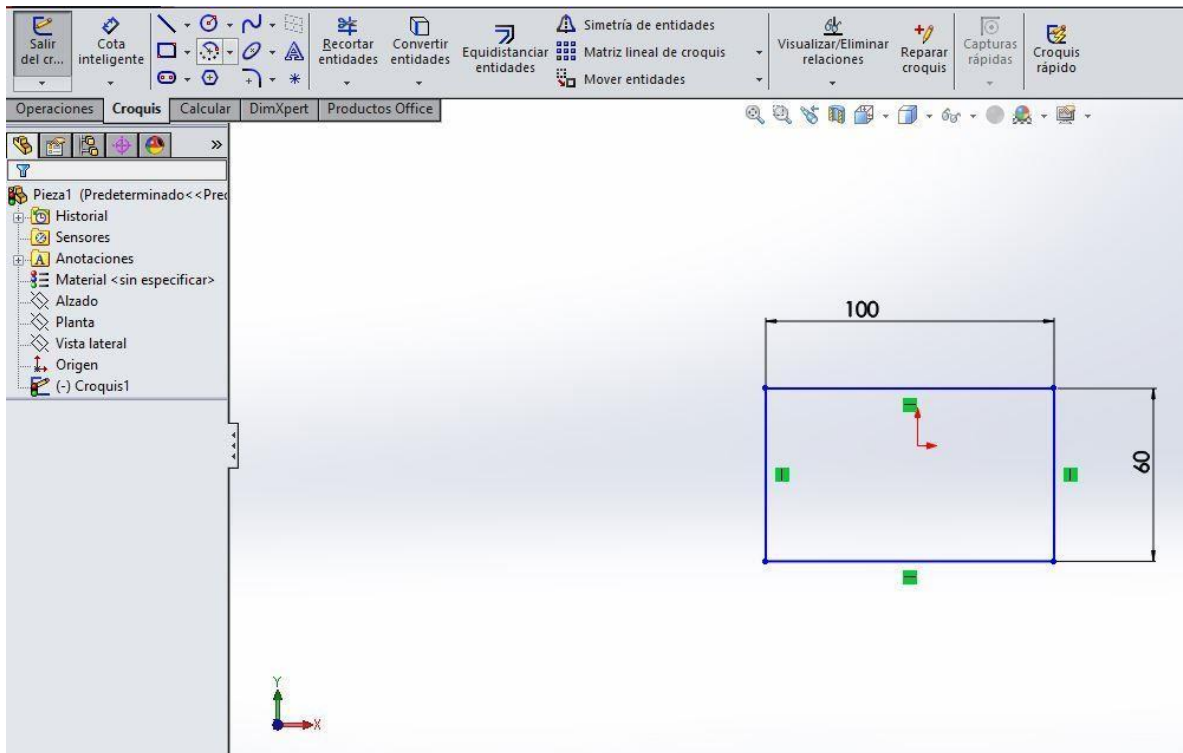 Salir
del cr...
Cota
inteligente
Recortar
entidades
Convertir
entidades
Equidistanciar
entidades
Simetría de entidades
Matriz lineal de croquis
Mover entidades
Visualizar/Eliminar
relaciones
Reparar
croquis
Capturas
rápidas
Croquis
rápido
Operaciones Croquis Calcular DimXpert Productos Office
»
Pieza1 (Predeterminado<<Pred
Historial
Sensores
A Anotaciones
Material <sin especificar>
Alzado
Planta
Vista lateral
Origen
(-) Croquis1
100
60
Y
X